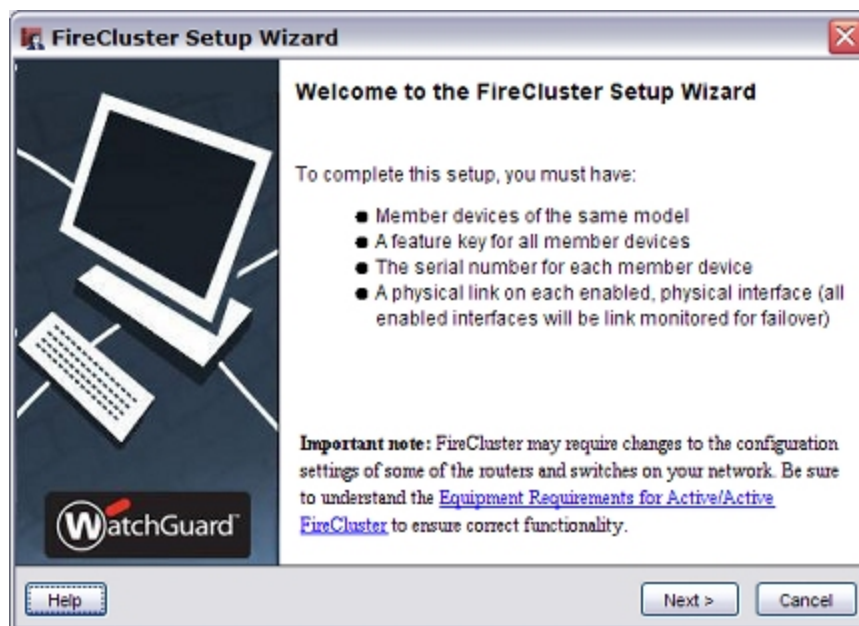 FireCluster Setup Wizard
Welcome to the FireCluster Setup Wizard
To complete this setup, you must have:
● Member devices of the same model
● A feature key for all member devices
● The serial number for each member device
● A physical link on each enabled, physical interface (all
enabled interfaces will be link monitored for failover)
Important note: FireCluster may require changes to the configuration
settings of some of the routers and switches on your network. Be sure
to understand the Equipment Requirements for Active/Active
FireCluster to ensure correct functionality.
WatchGuard
Help
Next >
Cancel